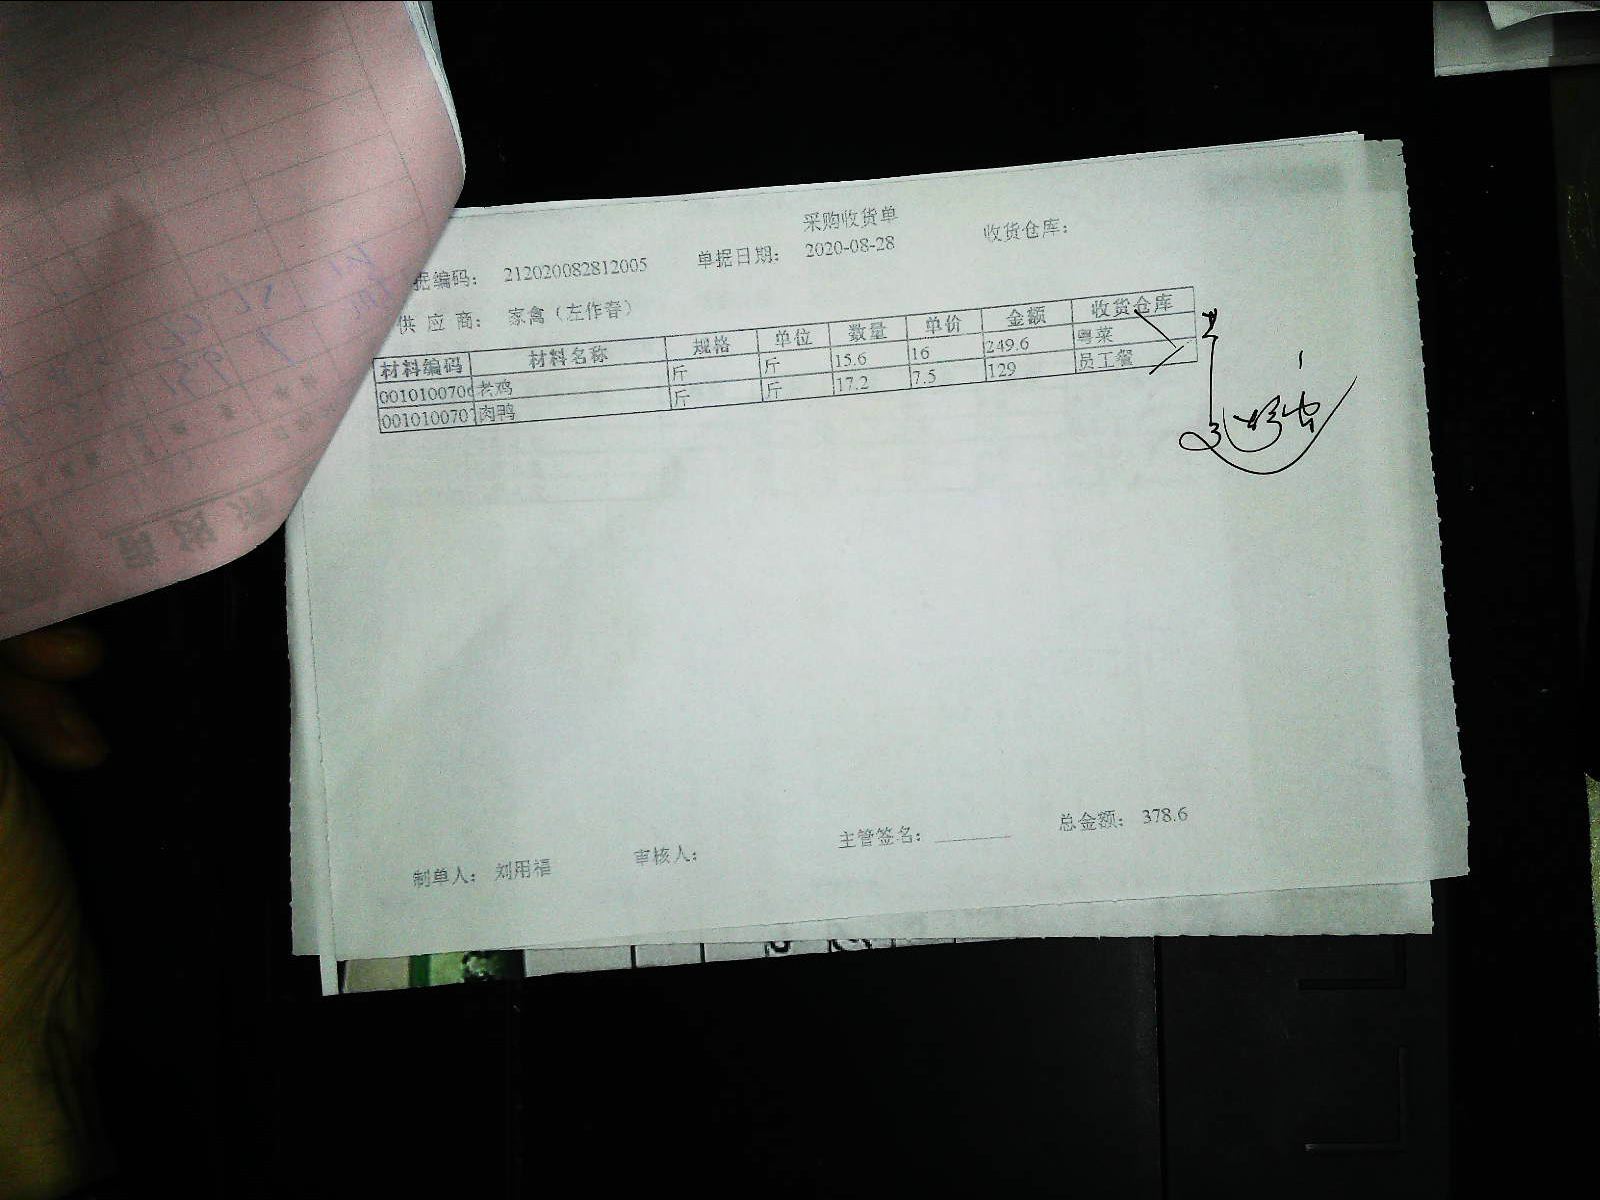 采购收货单
据编码： 212020082812005 单据日期： 2020-08-28 收货仓库：
供 应 商： 家禽（左作春）
材料编码 材料名称 规格 单位 数量 单价 金额 收货仓库
001010070 老鸡 斤 斤 15.6 16 249.6 粤菜
001010070 肉鸭 斤 斤 17.2 7.5 129 员工餐
制单人： 刘用福 审核人： 主管签名： 总金额： 378.6